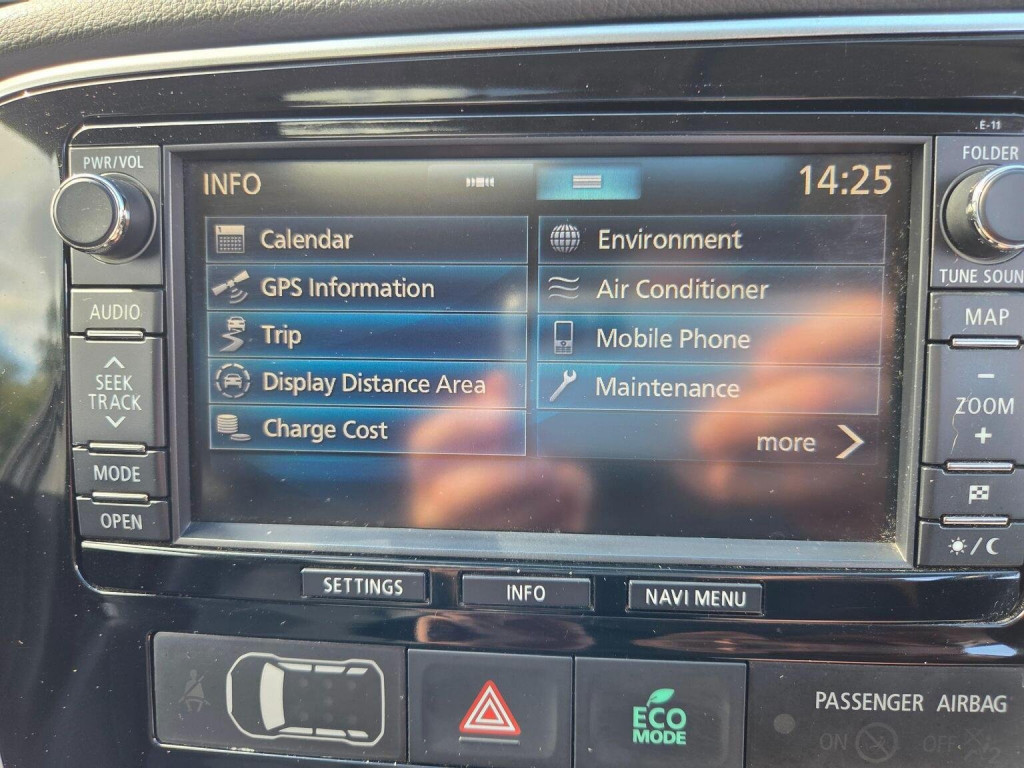 E-11
PWR/VOL
FOLDER
INFO
14:25
Calendar
Environment
GPS Information
Air Conditioner
Trip
Mobile Phone
Display Distance Area
Maintenance
Charge Cost
more
TUNE SOUN
AUDIO
MAP
SEEK
TRACK
ZOOM
MODE
OPEN
SETTINGS
INFO
NAVI MENU
ECO
MODE
PASSENGER AIRBAG
ON
OFF